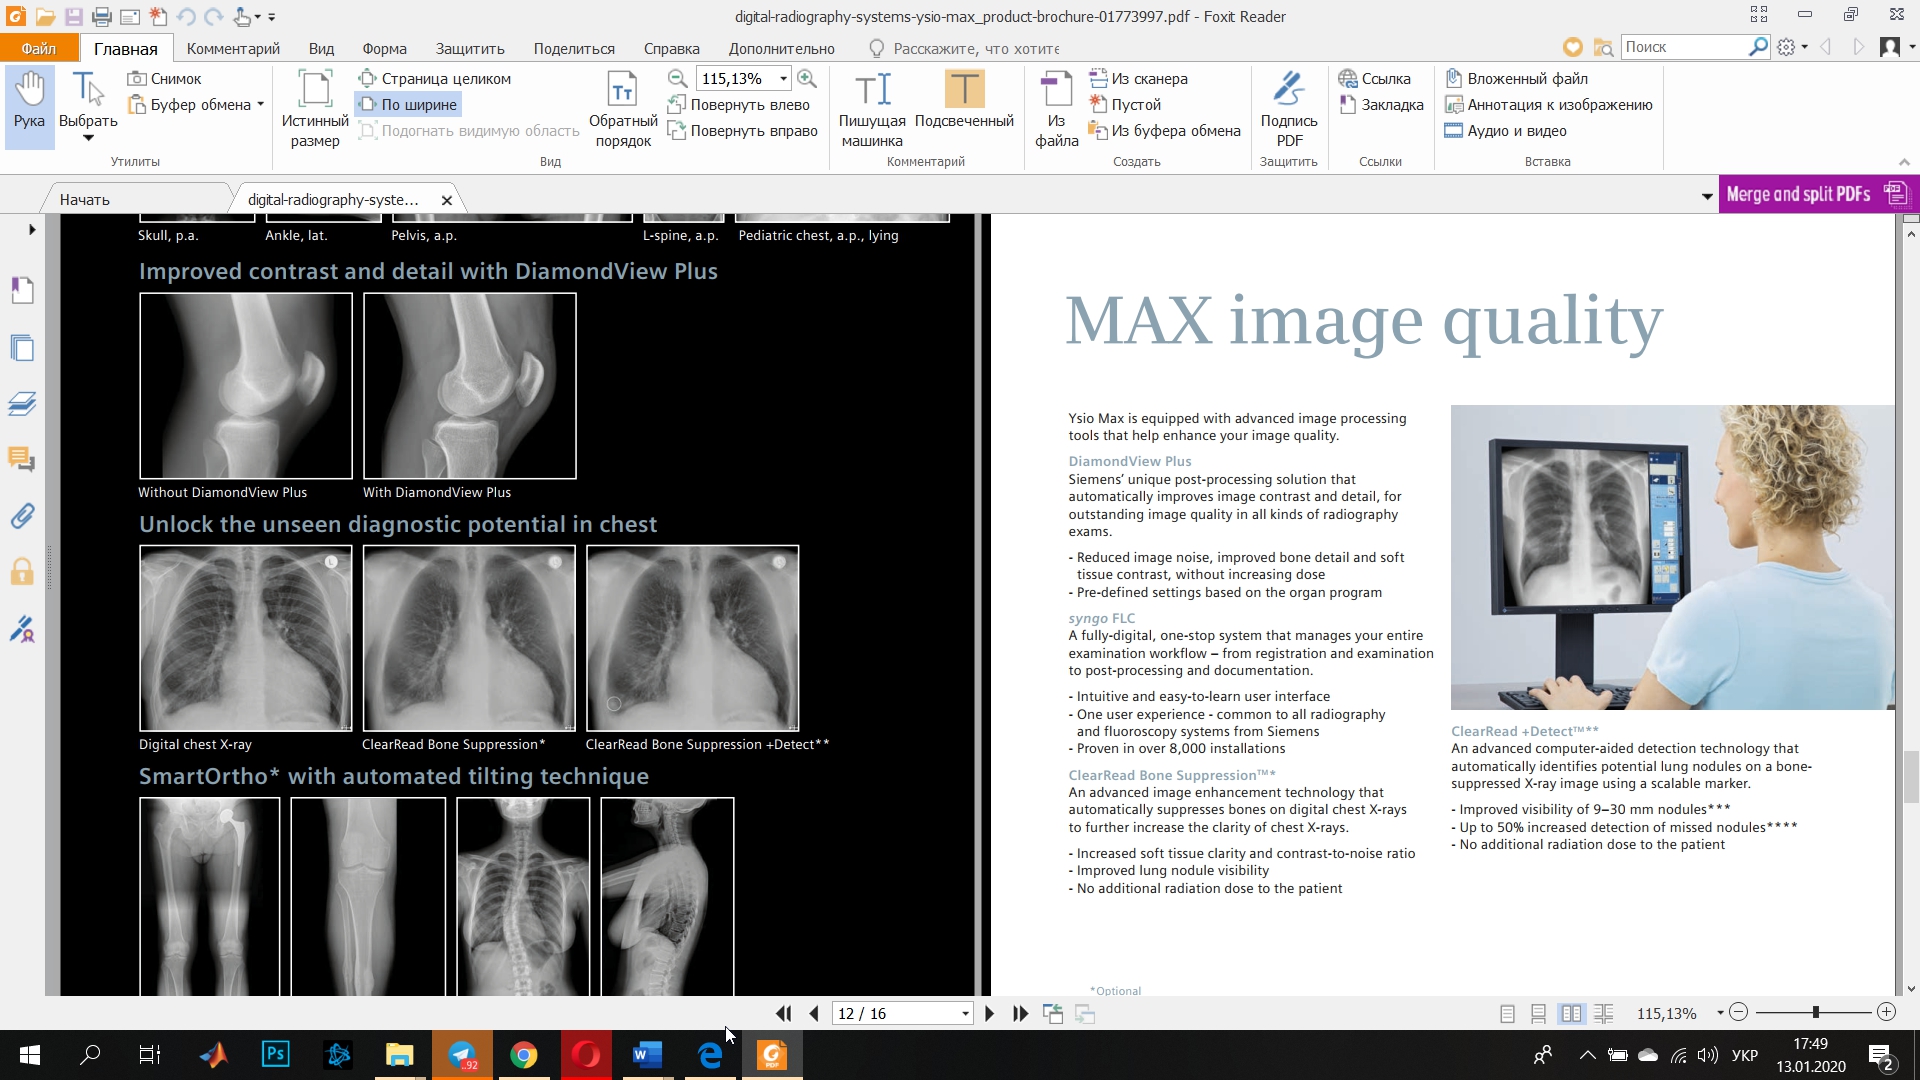 digital-radiography-systems-ysio-max_product-brochure-01773997.pdf - Foxit Reader
Файл Главная Комментарий Вид Форма Защитить Поделиться Справка Дополнительно Расскажите, что хотите Поиск
Рука
Выбрать
Снимок
Буфер обмена
Утилиты
Истинный размер
Страница целиком
По ширине
Подогнать видимую область
Обратный порядок
115,13%
Повернуть влево
Повернуть вправо
Вид
Пишущая машинка
Подсвеченный
Комментарий
Из файла
Из сканера
Пустой
Из буфера обмена
Создать
Подпись PDF
Защитить
Ссылка
Закладка
Ссылки
Вложенный файл
Аннотация к изображению
Аудио и видео
Вставка
Начать digital-radiography-syste... Merge and split PDFs
Skull, p.a. Ankle, lat. Pelvis, a.p. L-spine, a.p. Pediatric chest, a.p., lying
Improved contrast and detail with DiamondView Plus
Without DiamondView Plus With DiamondView Plus
Unlock the unseen diagnostic potential in chest
Digital chest X-ray ClearRead Bone Suppression* ClearRead Bone Suppression +Detect**
SmartOrtho* with automated tilting technique
MAX image quality
Ysio Max is equipped with advanced image processing
tools that help enhance your image quality.
DiamondView Plus
Siemens’ unique post-processing solution that
automatically improves image contrast and detail, for
outstanding image quality in all kinds of radiography
exams.
- Reduced image noise, improved bone detail and soft
tissue contrast, without increasing dose
- Pre-defined settings based on the organ program
syngo FLC
A fully-digital, one-stop system that manages your entire
examination workflow – from registration and examination
to post-processing and documentation.
- Intuitive and easy-to-learn user interface
- One user experience - common to all radiography
and fluoroscopy systems from Siemens
- Proven in over 8,000 installations
ClearRead Bone Suppression™*
An advanced image enhancement technology that
automatically suppresses bones on digital chest X-rays
to further increase the clarity of chest X-rays.
- Increased soft tissue clarity and contrast-to-noise ratio
- Improved lung nodule visibility
- No additional radiation dose to the patient
ClearRead +Detect™**
An advanced computer-aided detection technology that
automatically identifies potential lung nodules on a bone-
suppressed X-ray image using a scalable marker.
- Improved visibility of 9–30 mm nodules***
- Up to 50% increased detection of missed nodules****
- No additional radiation dose to the patient
*Optional
12 / 16 115,13%
Ps 92 W PDF УКР 17:49
13.01.2020 2